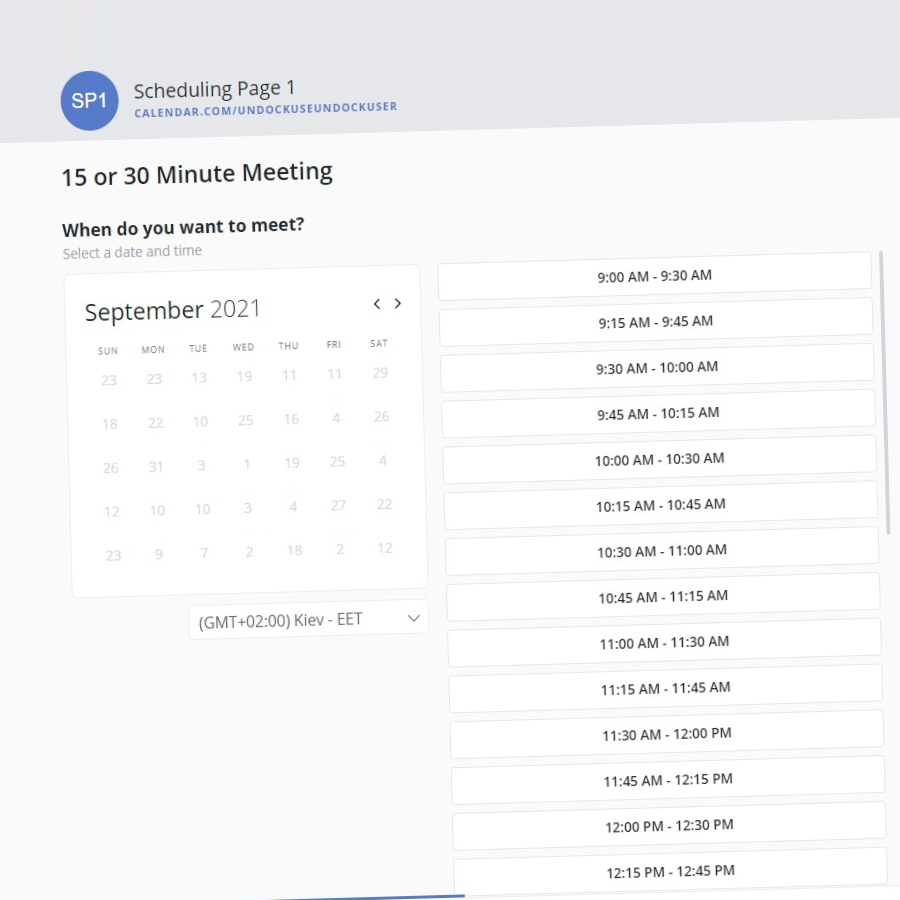 SP1
Scheduling Page 1
CALENDAR.COM/UNDOCKUSEUNDOCKUSER
15 or 30 Minute Meeting
When do you want to meet?
Select a date and time
September 2021
SUN MON TUE WED THU FRI SAT
23 23 13 19 11 11 29
18 22 10 25 16 4 26
26 31 3 1 19 25 4
12 10 10 3 4 27 22
23 9 7 2 18 2 12
(GMT+02:00) Kiev - EET
9:00 AM - 9:30 AM
9:15 AM - 9:45 AM
9:30 AM - 10:00 AM
9:45 AM - 10:15 AM
10:00 AM - 10:30 AM
10:15 AM - 10:45 AM
10:30 AM - 11:00 AM
10:45 AM - 11:15 AM
11:00 AM - 11:30 AM
11:15 AM - 11:45 AM
11:30 AM - 12:00 PM
11:45 AM - 12:15 PM
12:00 PM - 12:30 PM
12:15 PM - 12:45 PM